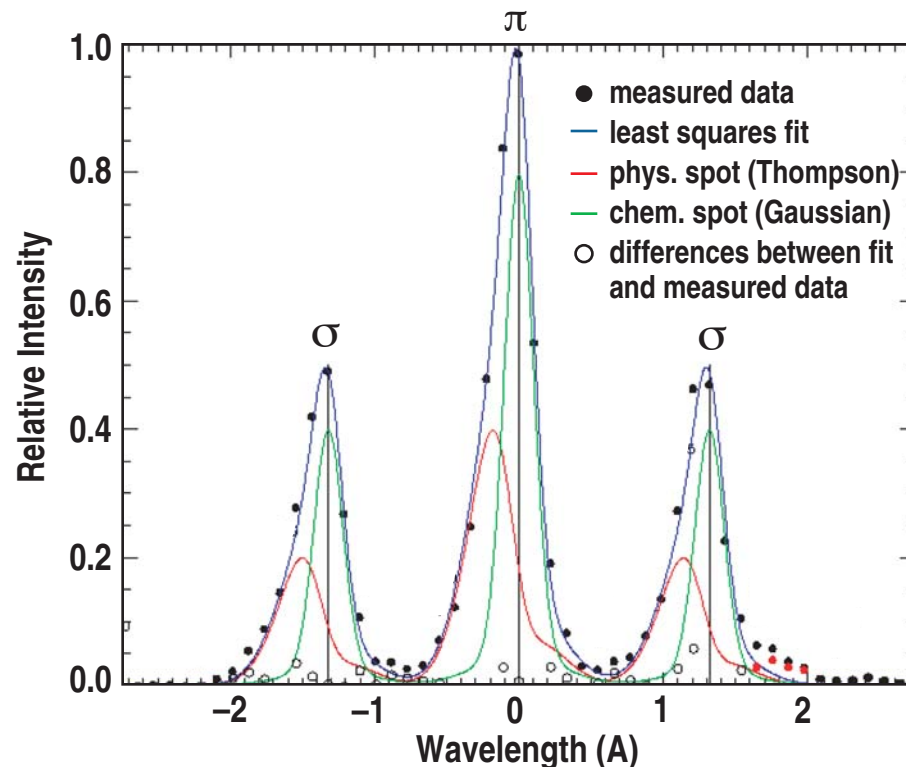 π
1.0
0.8
0.6
0.4
0.2
0.0
Relative Intensity
σ
σ
measured data
least squares fit
phys. spot (Thompson)
chem. spot (Gaussian)
differences between fit
and measured data
−2
−1
0
1
2
Wavelength (A)